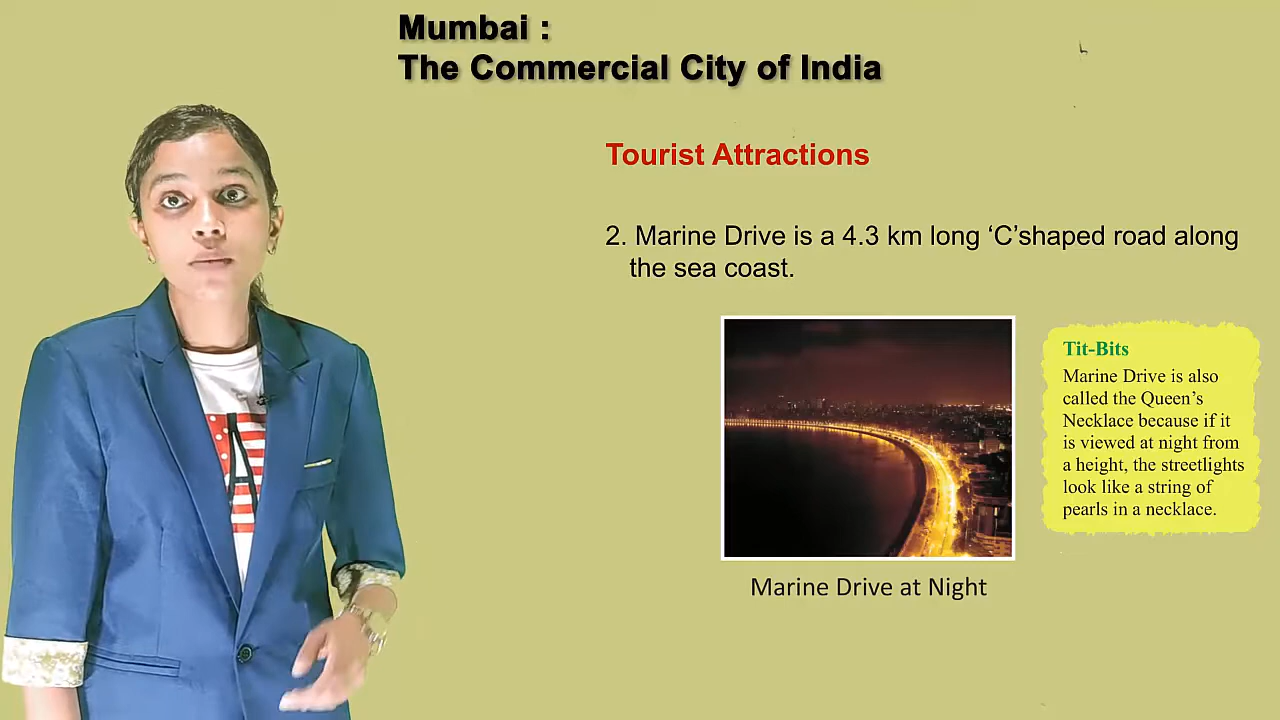 Mumbai :
The Commercial City of India
Tourist Attractions
2. Marine Drive is a 4.3 km long ‘C’shaped road along
the sea coast.
Tit-Bits
Marine Drive is also
called the Queen’s
Necklace because if it
is viewed at night from
a height, the streetlights
look like a string of
pearls in a necklace.
Marine Drive at Night